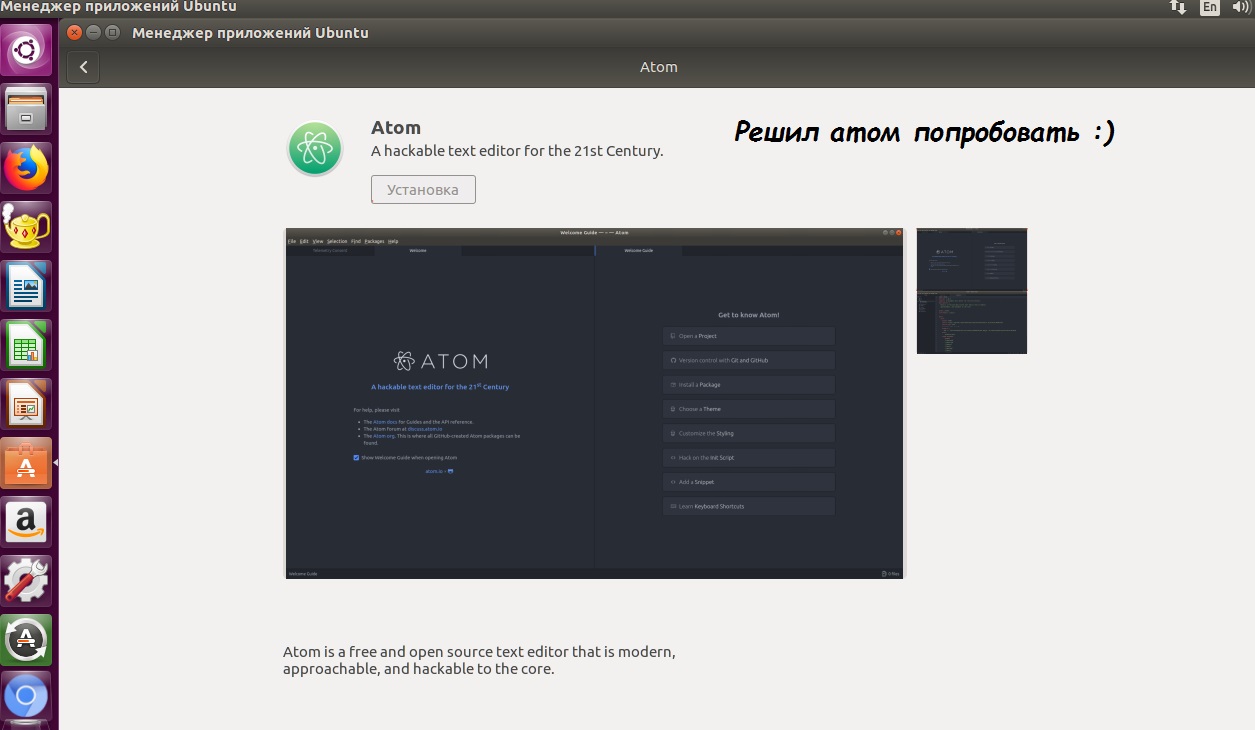 Менеджер приложений Ubuntu
En
Менеджер приложений Ubuntu
Atom
Atom
A hackable text editor for the 21st Century.
Решил атом попробовать :)
Установка
Welcome Guide — ~ — Atom
File Edit View Selection Find Packages Help
Telemetry Consent Welcome Welcome Guide
ATOM
A hackable text editor for the 21st Century
For help, please visit
• The Atom docs for Guides and the API reference.
• The Atom forum at discuss.atom.io
• The Atom org. This is where all GitHub-created Atom packages can be
found.
Show Welcome Guide when opening Atom
atom.io ×
Get to know Atom!
Open a Project
Version control with Git and GitHub
Install a Package
Choose a Theme
Customize the Styling
Hack on the Init Script
Add a Snippet
Learn Keyboard Shortcuts
Welcome Guide
0 files
Atom is a free and open source text editor that is modern,
approachable, and hackable to the core.